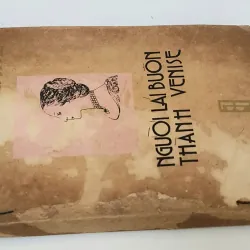 NGƯỜI LÁI BUÔN
THÀNH VENISE